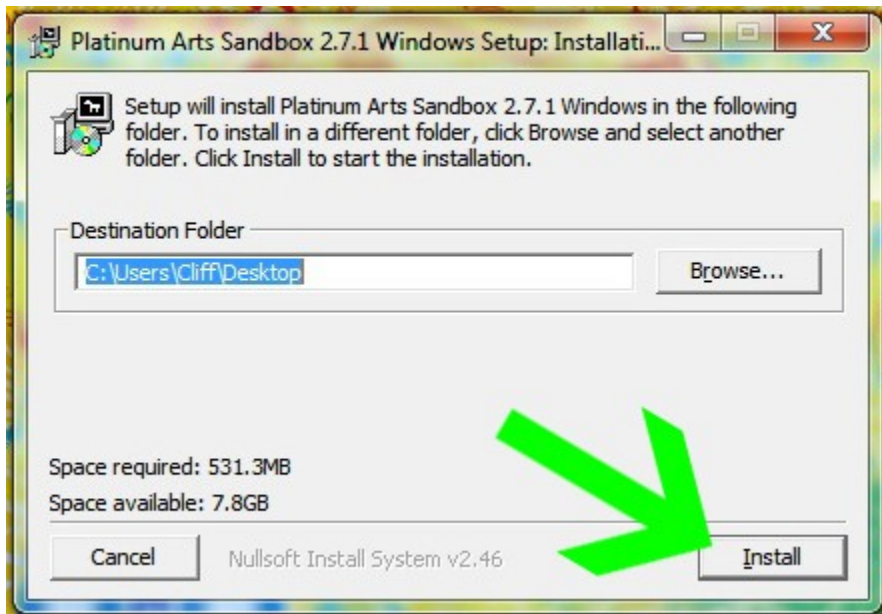 Platinum Arts Sandbox 2.7.1 Windows Setup: Installati...
Setup will install Platinum Arts Sandbox 2.7.1 Windows in the following
folder. To install in a different folder, click Browse and select another
folder. Click Install to start the installation.
Destination Folder
C:\Users\Cliff\Desktop
Browse...
Space required: 531.3MB
Space available: 7.8GB
Cancel
Nullsoft Install System v2.46
Install